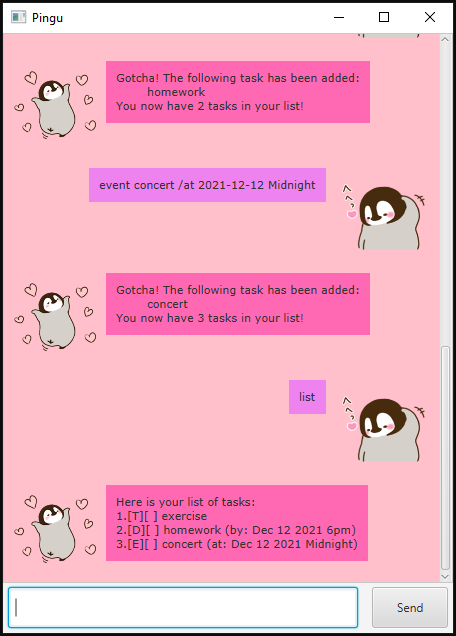 Pingu
Gotcha! The following task has been added:
homework
You now have 2 tasks in your list!
event concert /at 2021-12-12 Midnight
Gotcha! The following task has been added:
concert
You now have 3 tasks in your list!
list
Here is your list of tasks:
1.[T][ ] exercise
2.[D][ ] homework (by: Dec 12 2021 6pm)
3.[E][ ] concert (at: Dec 12 2021 Midnight)
Send